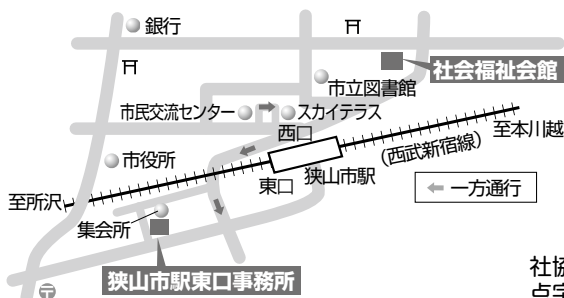 銀行
社会福祉会館
市立図書館
市民交流センター
スカイテラス
西口
至本川越
(西武新宿線)
市役所
狭山市駅
東口
一方通行
至所沢
集会所
狭山市駅東口事務所
社協
点字